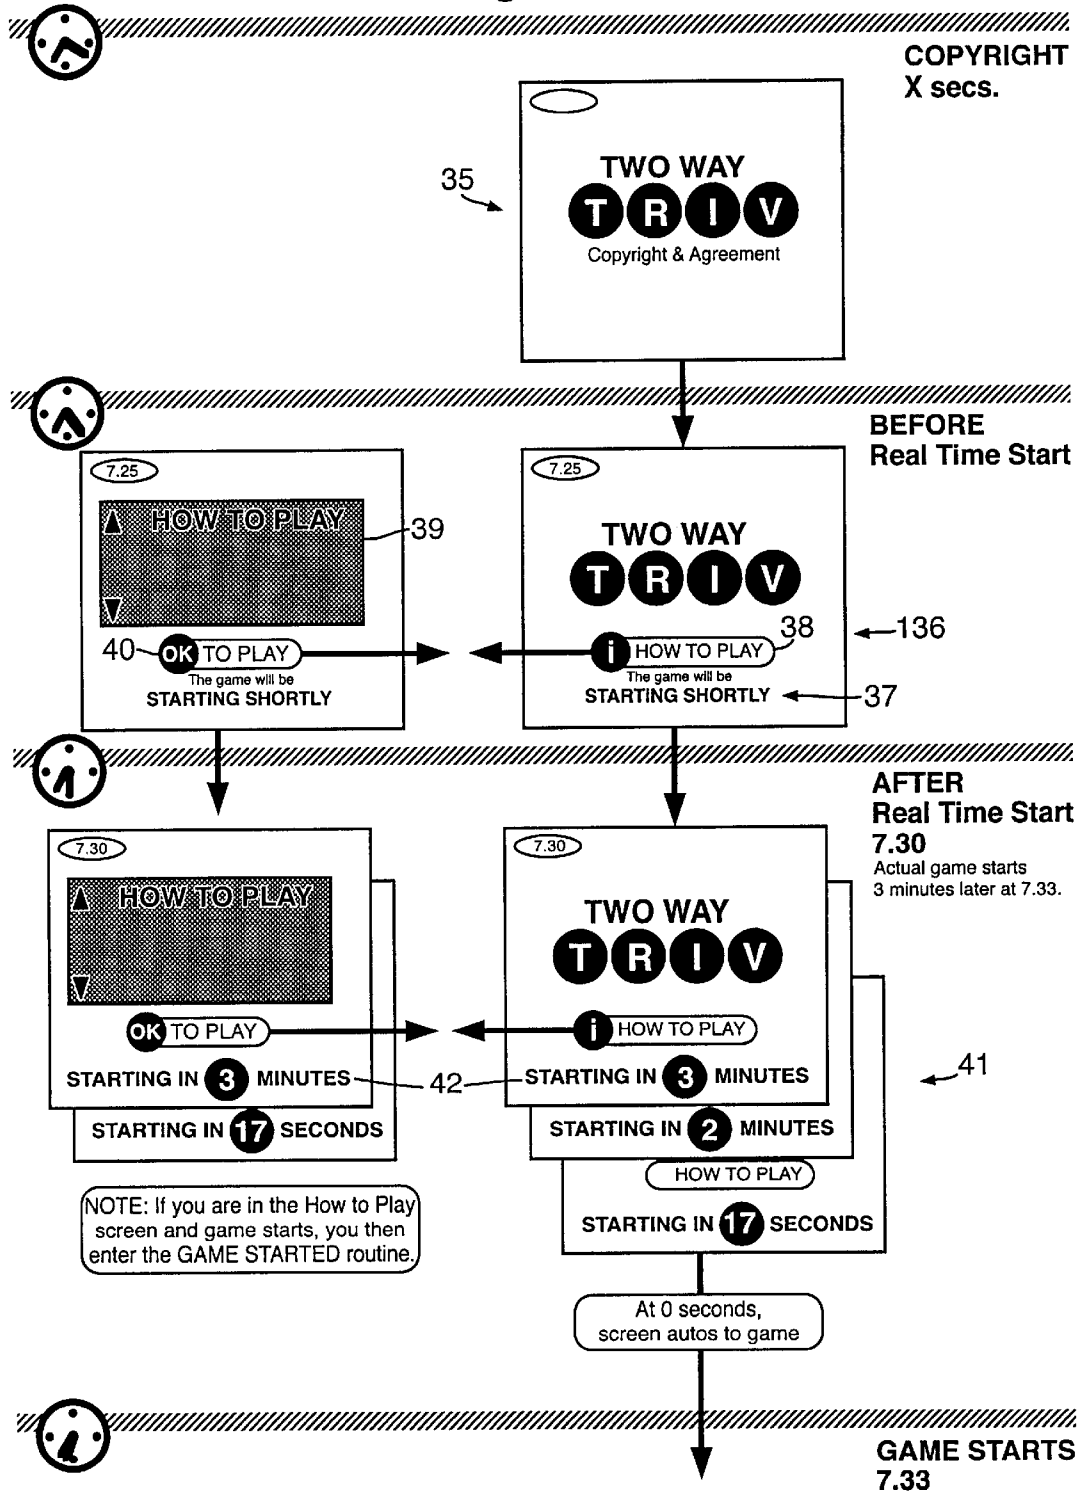 COPYRIGHT
X secs.
35
TWO WAY
TRIV
Copyright & Agreement
BEFORE
Real Time Start
7.25
HOW TO PLAY
39
40
OK TO PLAY
The game will be
STARTING SHORTLY
7.25
TWO WAY
TRIV
38
i HOW TO PLAY
The game will be
STARTING SHORTLY
136
37
AFTER
Real Time Start
7.30
Actual game starts
3 minutes later at 7.33.
7.30
HOW TO PLAY
OK TO PLAY
STARTING IN 3 MINUTES
STARTING IN 17 SECONDS
42
7.30
TWO WAY
TRIV
i HOW TO PLAY
STARTING IN 3 MINUTES
STARTING IN 2 MINUTES
HOW TO PLAY
STARTING IN 17 SECONDS
41
NOTE: If you are in the How to Play
screen and game starts, you then
enter the GAME STARTED routine.
At 0 seconds,
screen autos to game
GAME STARTS
7.33